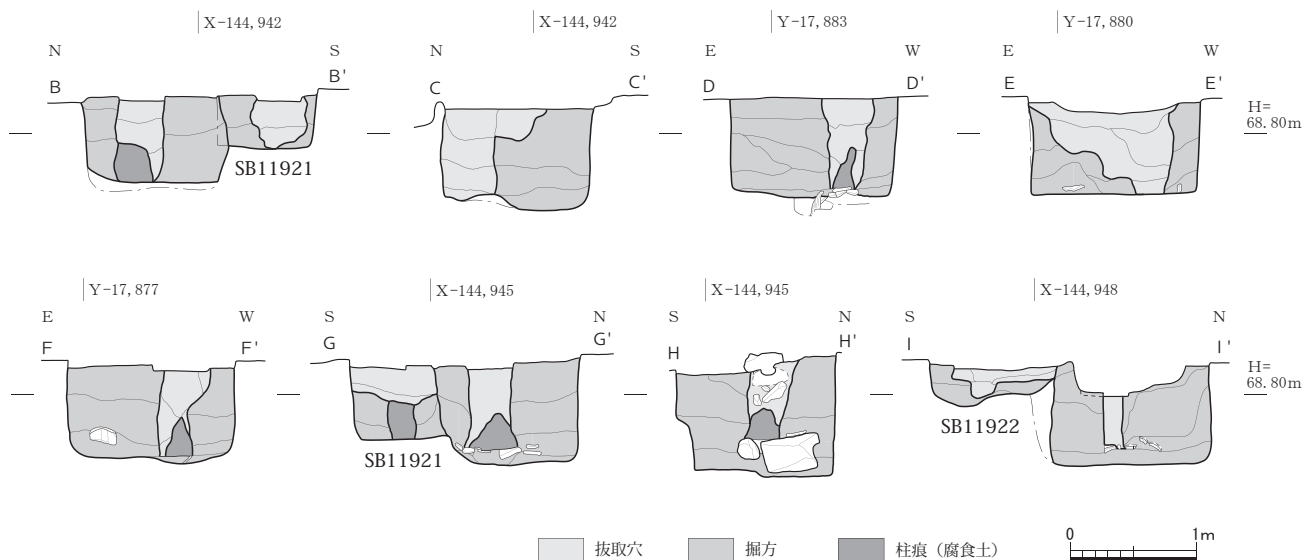 X-144,942
X-144,942
Y-17,883
Y-17,880
N
S
N
S
E
W
E
W
B
B'
C
C'
D
D'
E
E'
H=
68.80m
SB11921
Y-17,877
X-144,945
X-144,945
X-144,948
E
W
S
N
S
N
S
N
F
F'
G
G'
H
H'
I
I'
H=
68.80m
SB11921
SB11922
抜取穴
掘方
柱痕（腐食土）
0
1m